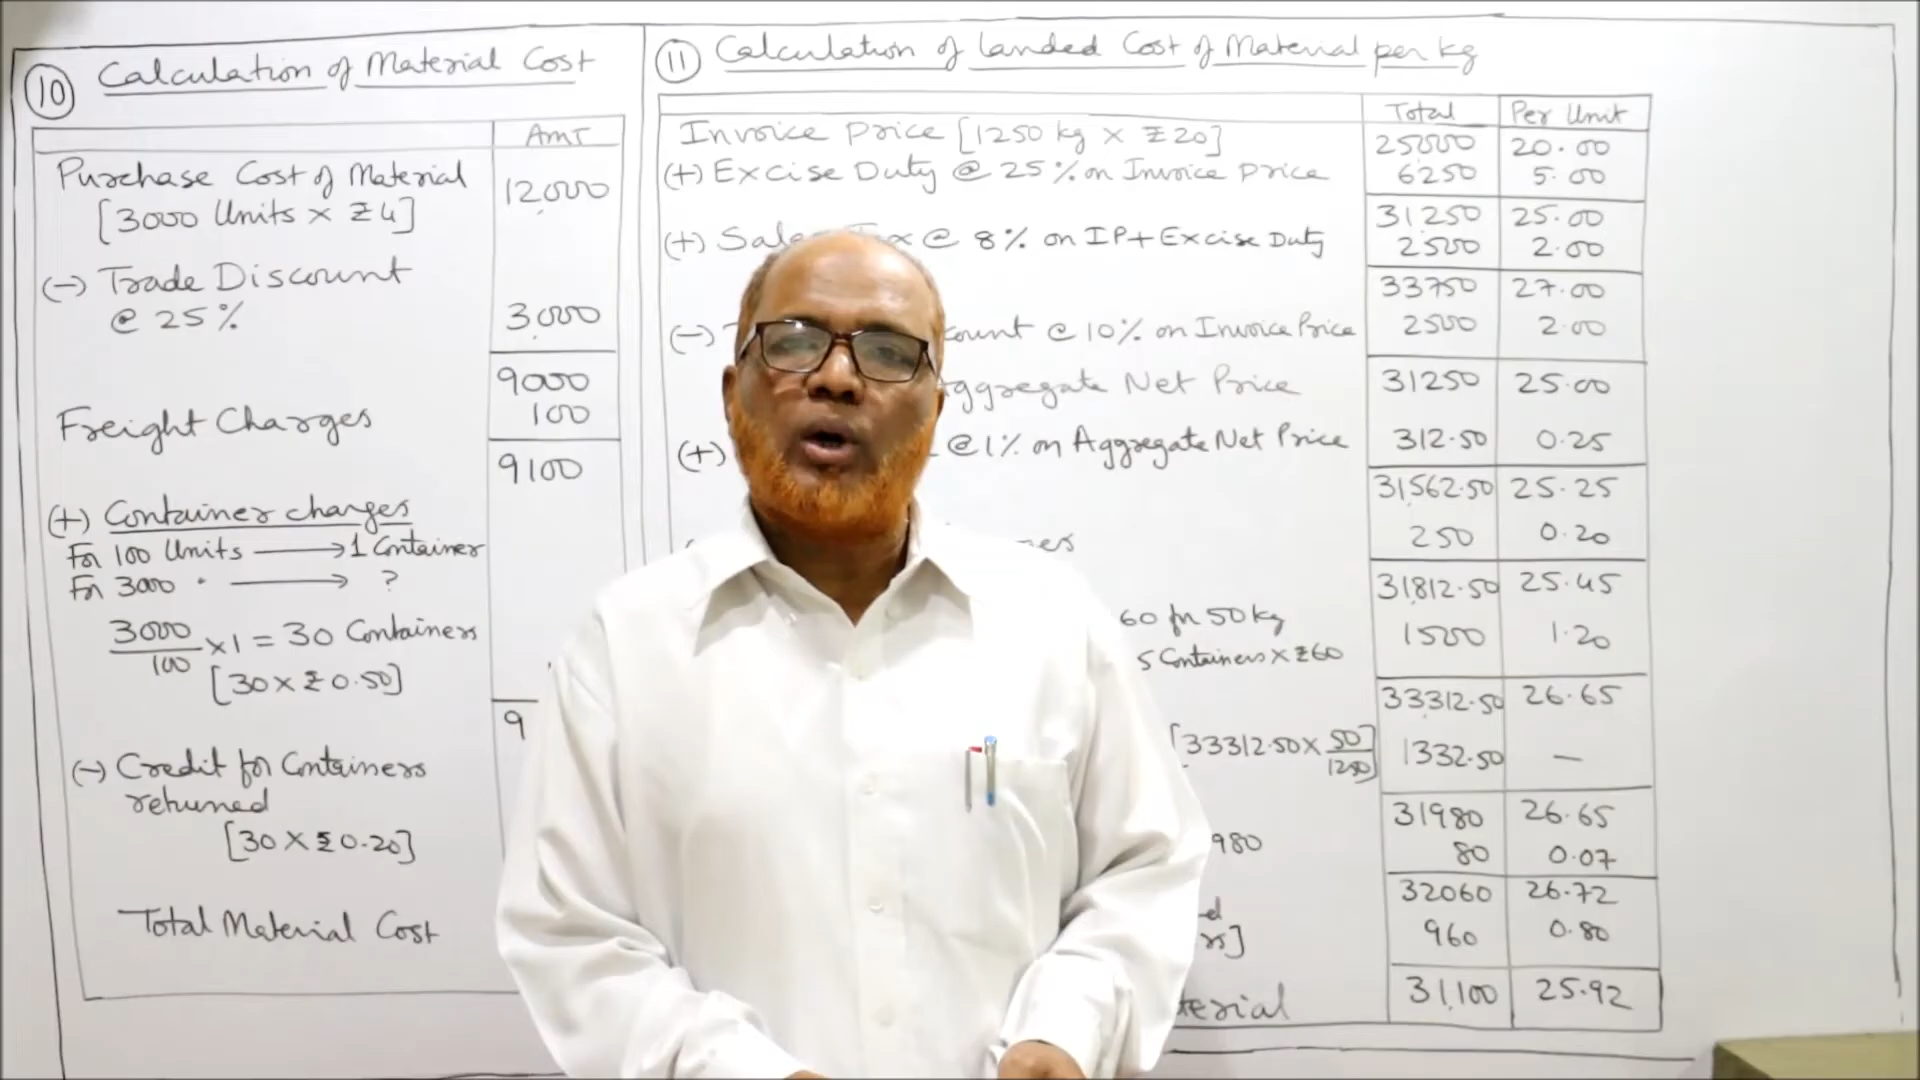 10 Calculation of Material Cost
Amt
Purchase Cost of Material 12,000
[3000 Units × ₹4]
(-) Trade Discount
@ 25% 3,000
9000
Freight Charges 100
9100
(+) Container charges
For 100 Units → 1 Container
For 3000 " → ?
3000/100 × 1 = 30 Containers
[30 × ₹0.50]
9
(-) Credit for Containers
returned
[30 × ₹0.20]
Total Material Cost
11 Calculation of landed Cost of Material per kg
Total Per Unit
Invoice Price [1250 kg × ₹20] 25000 20.00
(+) Excise Duty @ 25% on Invoice Price 6250 5.00
31250 25.00
(+) @ 8% on IP + Excise Duty 2500 2.00
33750 27.00
(-) @ 10% on Invoice Price 2500 2.00
Aggregate Net Price 31250 25.00
(+) @ 1% on Aggregate Net Price 312.50 0.25
31,562.50 25.25
250 0.20
31,812.50 25.45
60 for 50 kg
1500 1.20
5 Containers × ₹60
33312.50 26.65
[33312.50 × 50/1250] 1332.50 —
31980 26.65
980 80 0.07
32060 26.72
960 0.80
31,100 25.92